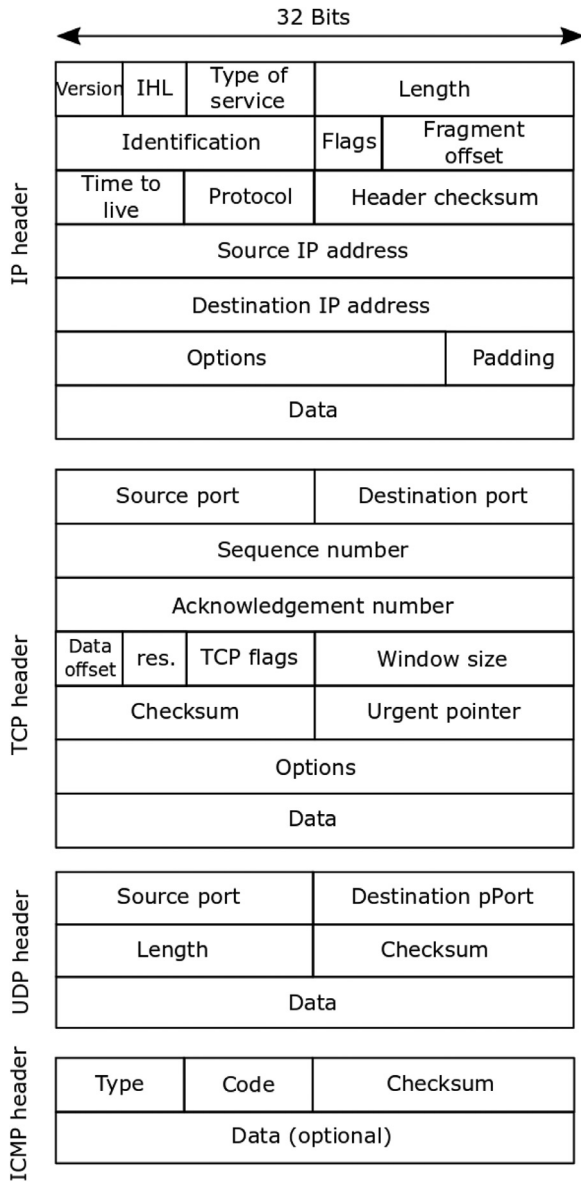 32 Bits
IP header
Version IHL Type of service Length
Identification Flags Fragment offset
Time to live Protocol Header checksum
Source IP address
Destination IP address
Options Padding
Data
TCP header
Source port Destination port
Sequence number
Acknowledgement number
Data offset res. TCP flags Window size
Checksum Urgent pointer
Options
Data
UDP header
Source port Destination pPort
Length Checksum
Data
ICMP header
Type Code Checksum
Data (optional)